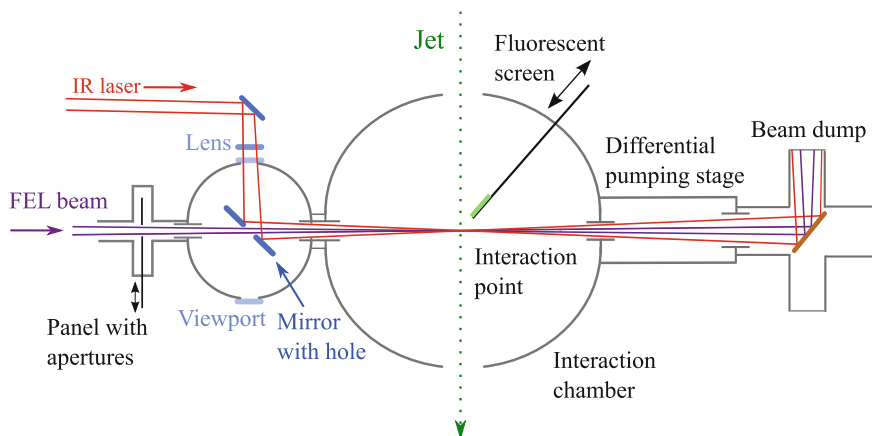 Jet
Fluorescent
screen
IR laser
Lens
Differential
pumping stage
Beam dump
FEL beam
Interaction
point
Panel with
apertures
Viewport
Mirror
with hole
Interaction
chamber